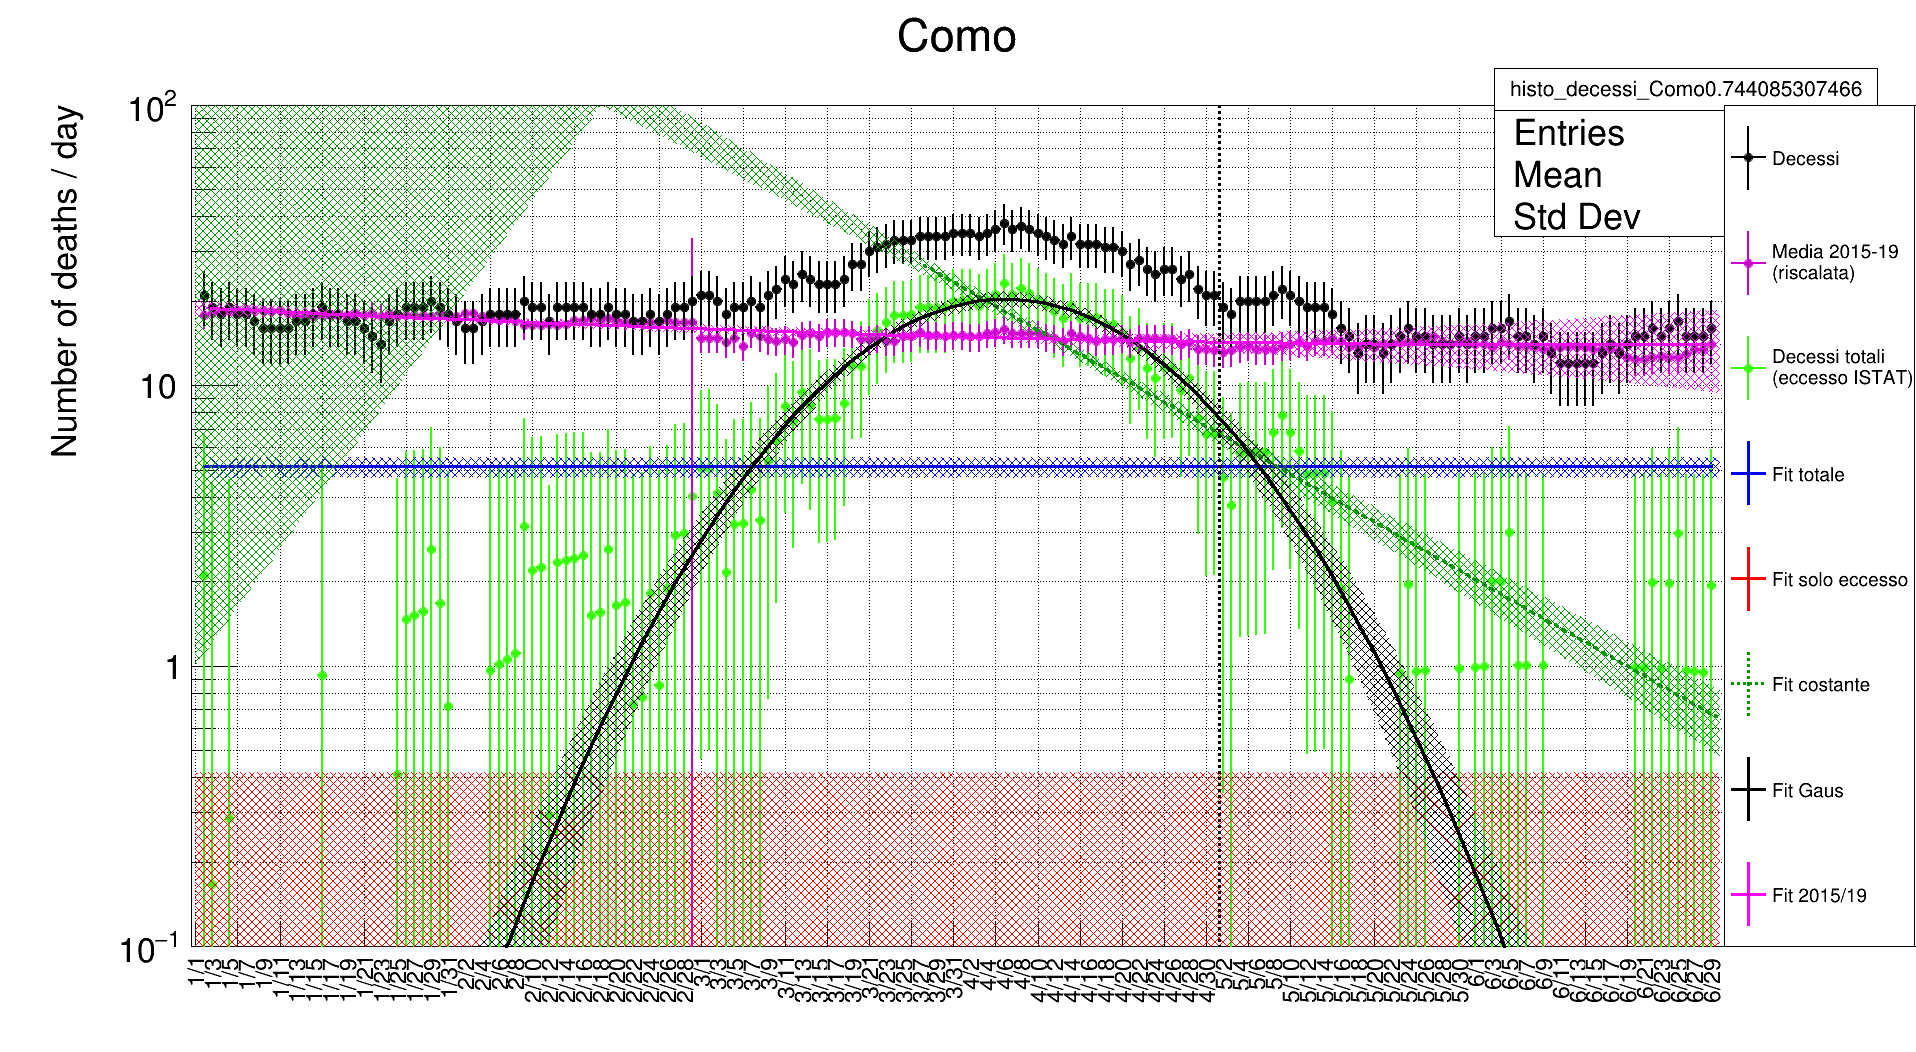 Como
histo_decessi_Como0.744085307466
Entries
Mean
Std Dev
Number of deaths / day
10²
10
1
10⁻¹
Decessi
Media 2015-19
(riscalata)
Decessi totali
(eccesso ISTAT)
Fit totale
Fit solo eccesso
Fit costante
Fit Gaus
Fit 2015/19
1/1 1/3 1/5 1/7 1/9 1/11 1/13 1/15 1/17 1/19 1/21 1/23 1/25 1/27 1/29 1/31 2/2 2/4 2/6 2/8 2/10 2/12 2/14 2/16 2/18 2/20 2/22 2/24 2/26 2/28 3/1 3/3 3/5 3/7 3/9 3/11 3/13 3/15 3/17 3/19 3/21 3/23 3/25 3/27 3/29 3/31 4/2 4/4 4/6 4/8 4/10 4/12 4/14 4/16 4/18 4/20 4/22 4/24 4/26 4/28 4/30 5/2 5/4 5/6 5/8 5/10 5/12 5/14 5/16 5/18 5/20 5/22 5/24 5/26 5/28 5/30 6/1 6/3 6/5 6/7 6/9 6/11 6/13 6/15 6/17 6/19 6/21 6/23 6/25 6/27 6/29